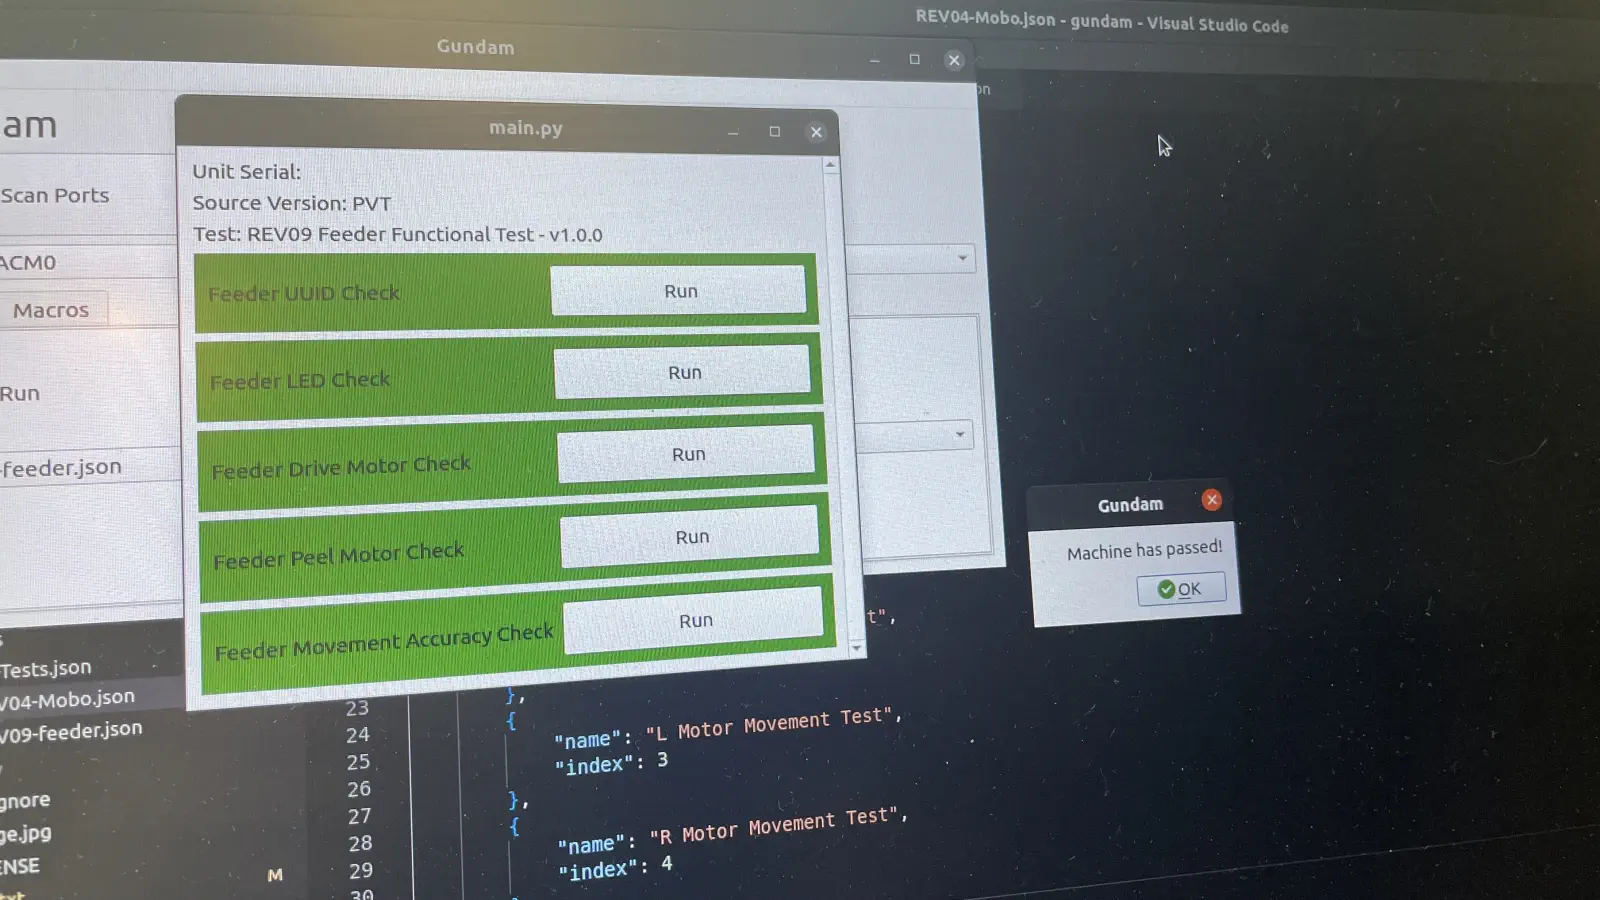 REV04-Mobo.json - gundam - Visual Studio Code
Gundam
on
am
main.py
Unit Serial:
Source Version: PVT
Test: REV09 Feeder Functional Test - v1.0.0
Scan Ports
ACM0
Macros
Run
-feeder.json
Feeder UUID Check
Run
Feeder LED Check
Run
Feeder Drive Motor Check
Run
Feeder Peel Motor Check
Run
Feeder Movement Accuracy Check
Run
Gundam
Machine has passed!
OK
t",
s
Tests.json
V04-Mobo.json
V09-feeder.json
gnore
ge.jpg
ENSE
txt
M
23 },
24 {
25 "name": "L Motor Movement Test",
26 "index": 3
27 },
28 {
29 "name": "R Motor Movement Test",
30 "index": 4